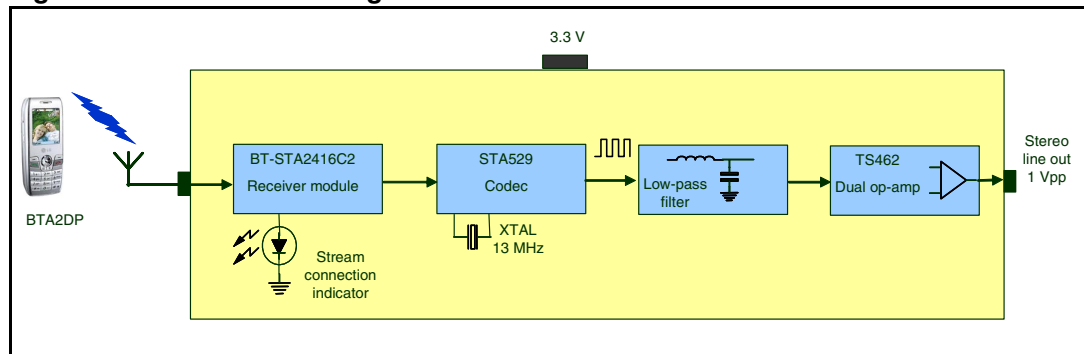 3.3 V
BT-STA2416C2
Receiver module
STA529
Codec
Low-pass
filter
TS462
Dual op-amp
Stereo
line out
1 Vpp
BTA2DP
XTAL
13 MHz
Stream
connection
indicator